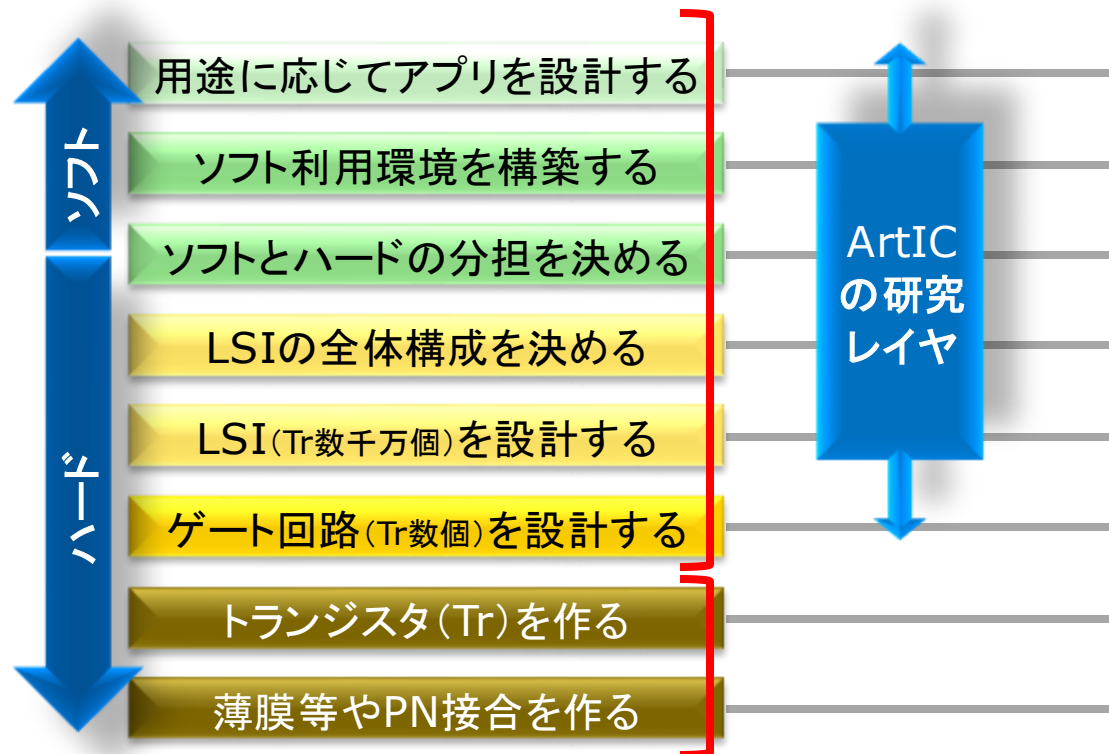 用途に応じてアプリを設計する
ソフト利用環境を構築する
ソフトとハードの分担を決める
LSIの全体構成を決める
LSI(Tr数千万個)を設計する
ゲート回路(Tr数個)を設計する
トランジスタ(Tr)を作る
薄膜等やPN接合を作る
ソフト
ハード
ArtIC
の研究
レイヤ